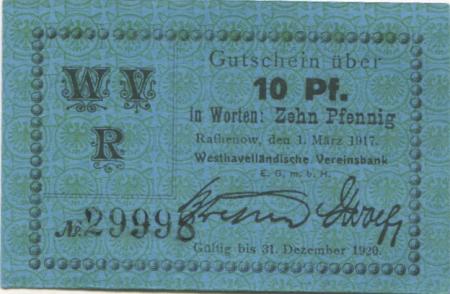 W V
R
Gutschein über
10 Pf.
in Worten: Zehn Pfennig
Rathenow, den 1. März 1917.
Westhavelländische Vereinsbank
E. G. m. b. H.
№ 29998
Gültig bis 31. Dezember 1920.